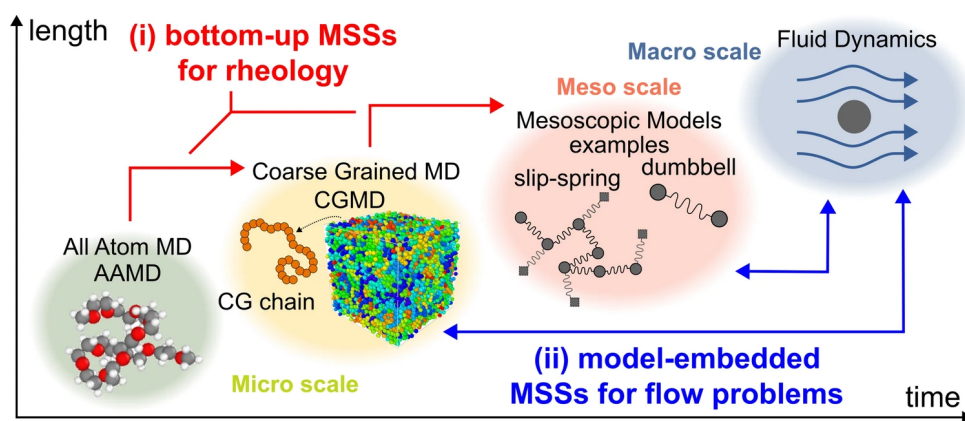 length
(i) bottom-up MSSs
for rheology
Fluid Dynamics
Macro scale
Meso scale
Mesoscopic Models
examples
slip-spring
dumbbell
Coarse Grained MD
CGMD
All Atom MD
AAMD
CG chain
Micro scale
(ii) model-embedded
MSSs for flow problems
time